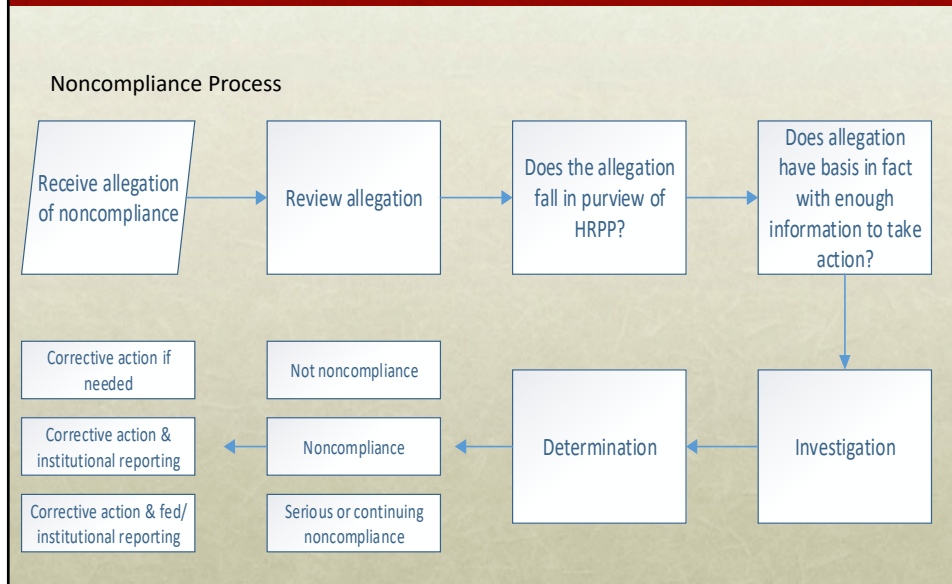 Noncompliance Process
Receive allegation
of noncompliance
Review allegation
Does the allegation
fall in purview of
HRPP?
Does allegation
have basis in fact
with enough
information to take
action?
Investigation
Determination
Not noncompliance
Noncompliance
Serious or continuing
noncompliance
Corrective action if
needed
Corrective action &
institutional reporting
Corrective action & fed/
institutional reporting